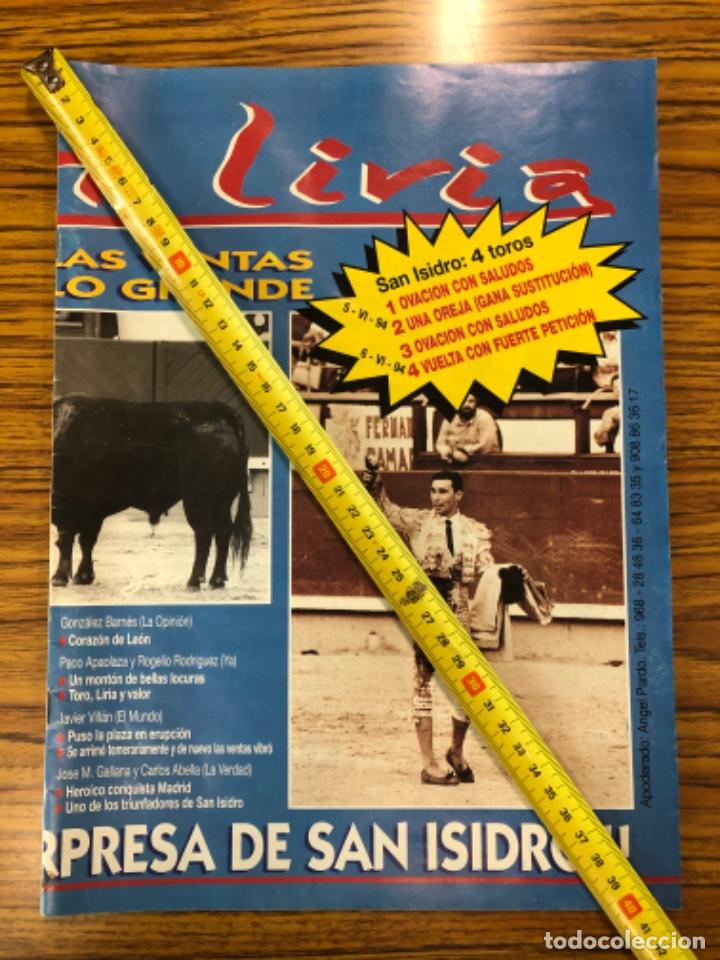 Liria
LAS VENTAS
LO GRANDE
San Isidro: 4 toros
1 OVACION CON SALUDOS
5 - VI - 94 2 UNA OREJA (GANA SUSTITUCIÓN)
3 OVACION CON SALUDOS
6 - VI - 94 4 VUELTA CON FUERTE PETICIÓN
FERNAN
Apoderado: Angel Pardo. Tels.: 968 - 28 48 36 - 64 83 35 y 908 86 36 17
González Barnés (La Opinión)
Corazón de León
Paco Apaolaza y Rogelio Rodríguez (Ya)
Un montón de bellas locuras
Toro, Liria y valor
Javier Villán (El Mundo)
Puso la plaza en erupción
Se arrimó temerariamente y de nuevo las ventas vibró
Jose M. Gallana y Carlos Abella (La Verdad)
Heroico conquista Madrid
Uno de los triunfadores de San Isidro
RPRESA DE SAN ISIDRO !!
todocoleccion